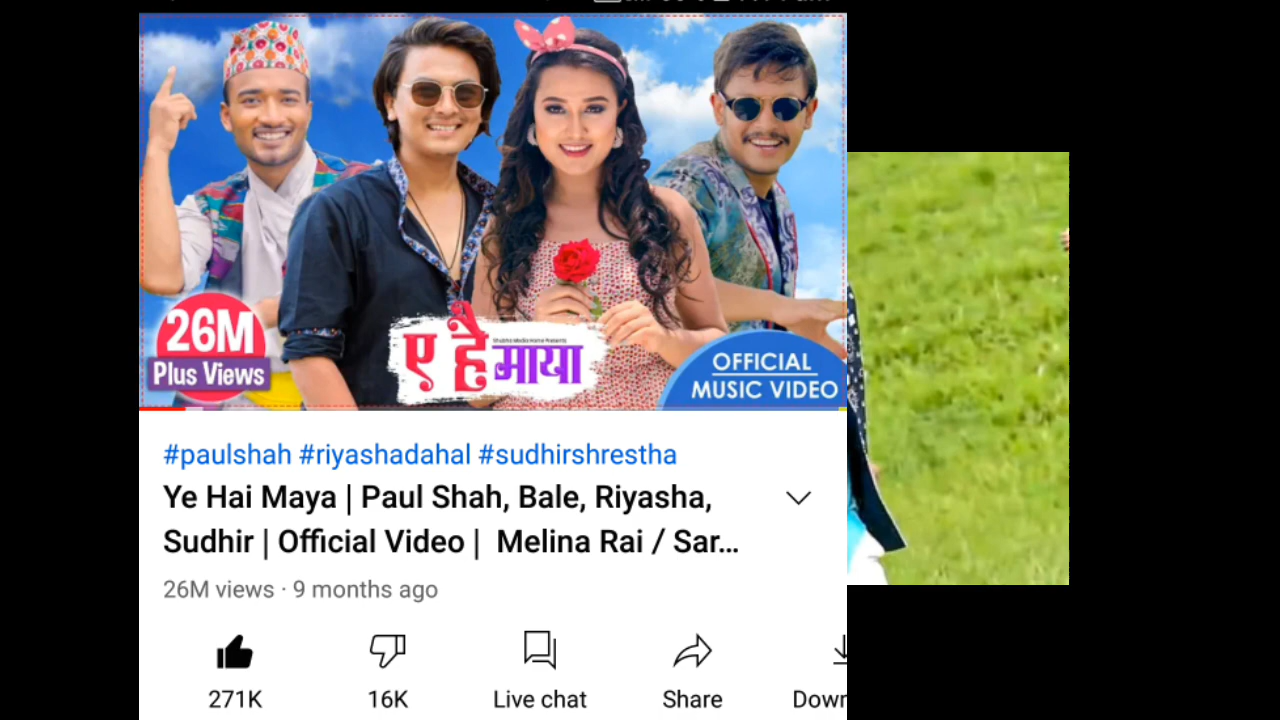 26M
Plus Views
ए है माया
OFFICIAL
MUSIC VIDEO
#paulshah #riyashadahal #sudhirshrestha
Ye Hai Maya | Paul Shah, Bale, Riyasha,
Sudhir | Official Video | Melina Rai / Sar...
26M views · 9 months ago
271K 16K Live chat Share